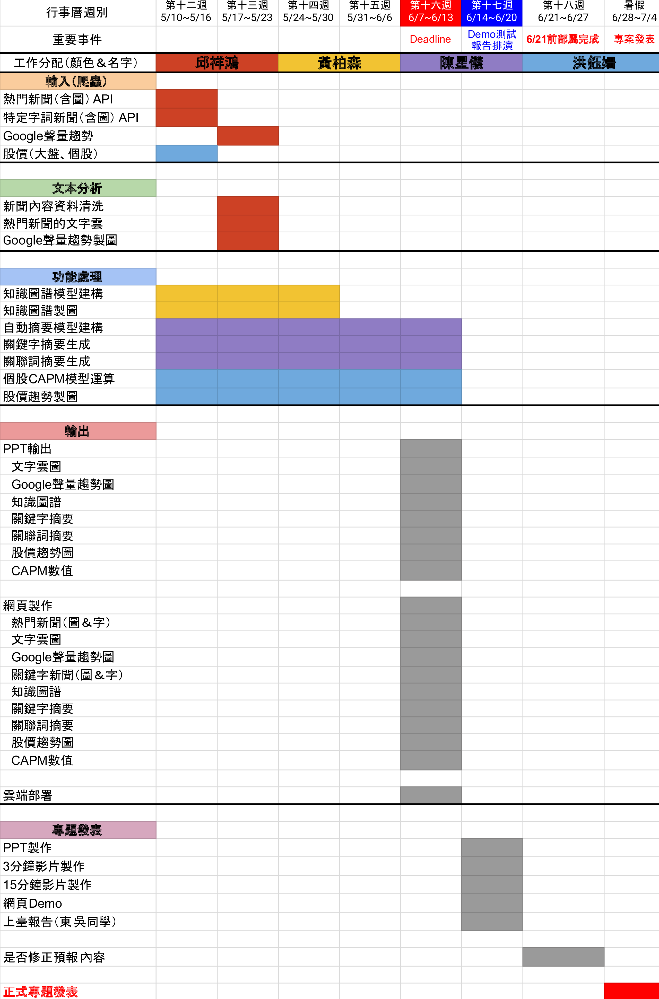 行事曆週別
第十二週
5/10~5/16
第十三週
5/17~5/23
第十四週
5/24~5/30
第十五週
5/31~6/6
第十六週
6/7~6/13
第十七週
6/14~6/20
第十八週
6/21~6/27
暑假
6/28~7/4
重要事件
Deadline
Demo測試
報告排演
6/21前部屬完成
專案發表
工作分配(顏色＆名字)
邱祥鴻
黃柏森
陳星儀
洪鈺姍
輸入(爬蟲)
熱門新聞(含圖) API
特定字詞新聞(含圖) API
Google聲量趨勢
股價(大盤、個股)
文本分析
新聞內容資料清洗
熱門新聞的文字雲
Google聲量趨勢製圖
功能處理
知識圖譜模型建構
知識圖譜製圖
自動摘要模型建構
關鍵字摘要生成
關聯詞摘要生成
個股CAPM模型運算
股價趨勢製圖
輸出
PPT輸出
文字雲圖
Google聲量趨勢圖
知識圖譜
關鍵字摘要
關聯詞摘要
股價趨勢圖
CAPM數值
網頁製作
熱門新聞(圖＆字)
文字雲圖
Google聲量趨勢圖
關鍵字新聞(圖＆字)
知識圖譜
關鍵字摘要
關聯詞摘要
股價趨勢圖
CAPM數值
雲端部署
專題發表
PPT製作
3分鐘影片製作
15分鐘影片製作
網頁Demo
上臺報告(東吳同學)
是否修正預報內容
正式專題發表